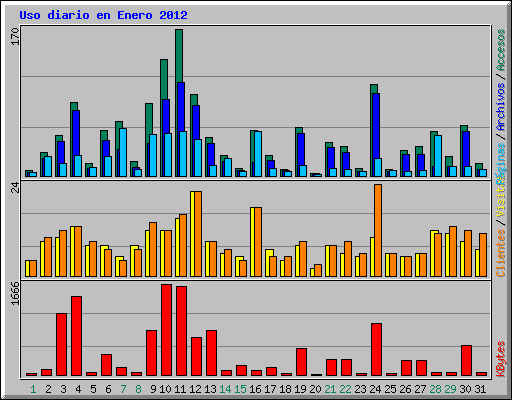 Uso diario en Enero 2012
170
24
1666
Accesos / Archivos / Páginas
Visitas / Clientes
KBytes
1 2 3 4 5 6 7 8 9 10 11 12 13 14 15 16 17 18 19 20 21 22 23 24 25 26 27 28 29 30 31